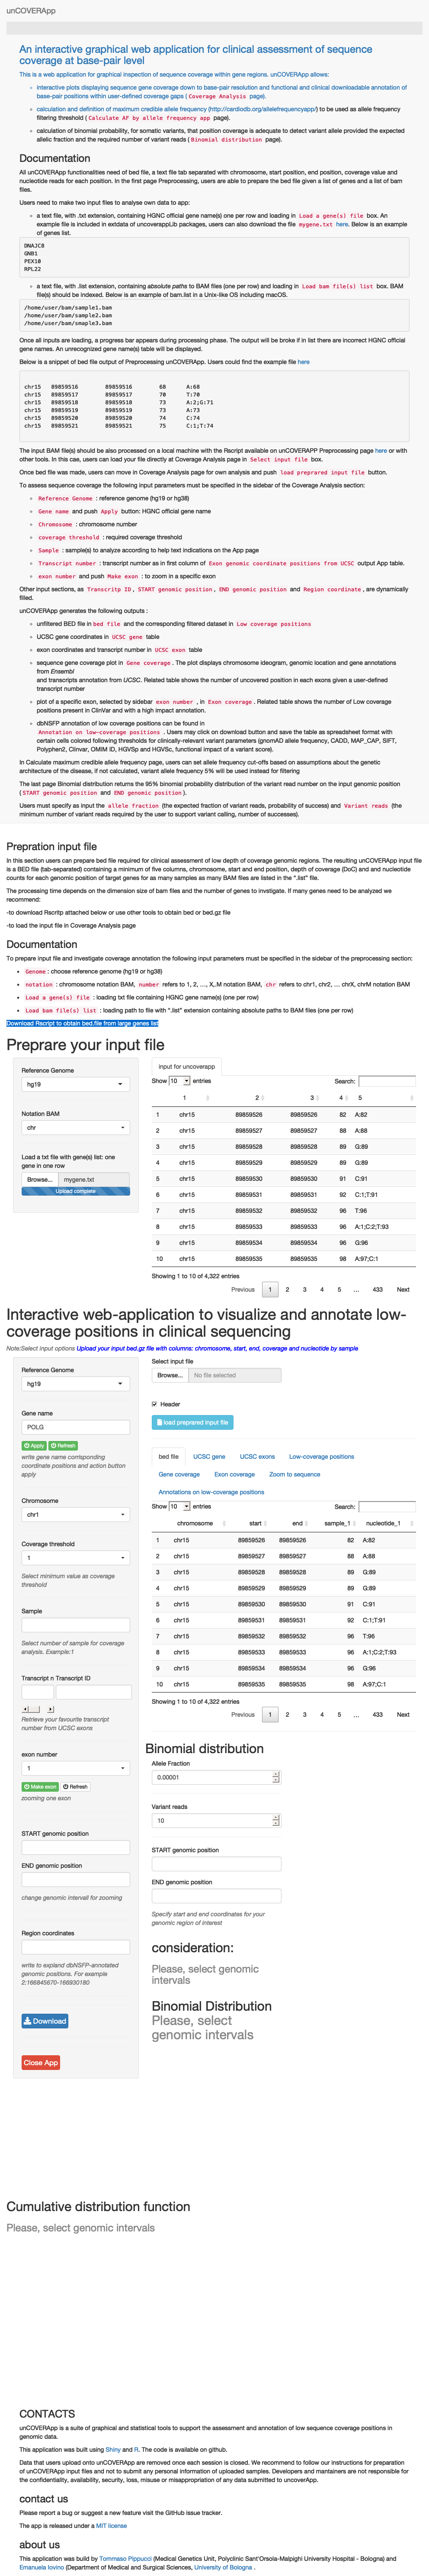 unCOVERApp
An interactive graphical web application for clinical assessment of sequence
coverage at base-pair level
This is a web application for graphical inspection of sequence coverage within gene regions. unCOVERApp allows:
interactive plots displaying sequence gene coverage down to base-pair resolution and functional and clinical downloadable annotation of
base-pair positions within user-defined coverage gaps ( Coverage Analysis page).
calculation and definition of maximum credible allele frequency (http://cardiodb.org/allelefrequencyapp/) to be used as allele frequency
filtering threshold ( Calculate AF by allele frequency app page).
calculation of binomial probability, for somatic variants, that position coverage is adequate to detect variant allele provided the expected
allelic fraction and the required number of variant reads ( Binomial distribution page).
Documentation
All unCOVERApp functionalities need of bed file, a text file tab separated with chromosome, start position, end position, coverage value and
nucleotide reads for each position. In the first page Preprocessing, users are able to prepare the bed file given a list of genes and a list of bam
files.
Users need to make two input files to analyse own data to app:
a text file, with .txt extension, containing HGNC official gene name(s) one per row and loading in Load a gene(s) file box. An
example file is included in extdata of uncoverappLib packages, users can also download the file mygene.txt here. Below is an example
of genes list.
DNAJC8
GNB1
PEX10
RPL22
a text file, with .list extension, containing absolute paths to BAM files (one per row) and loading in Load bam file(s) list box. BAM
file(s) should be indexed. Below is an example of bam.list in a Unix-like OS including macOS.
/home/user/bam/sample1.bam
/home/user/bam/sample2.bam
/home/user/bam/smaple3.bam
Once all inputs are loading, a progress bar appears during processing phase. The output will be broke if in list there are incorrect HGNC official
gene names. An unrecognized gene name(s) table will be displayed.
Below is a snippet of bed file output of Preprocessing unCOVERApp. Users could find the example file here
chr15 89859516 89859516 68 A:68
chr15 89859517 89859517 70 T:70
chr15 89859518 89859518 73 A:2;G:71
chr15 89859519 89859519 73 A:73
chr15 89859520 89859520 74 C:74
chr15 89859521 89859521 75 C:1;T:74
The input BAM file(s) should be also processed on a local machine with the Rscript available on unCOVERAPP Preprocessing page here or with
other tools. In this cae, users can load your file directly at Coverage Analysis page in Select input file box.
Once bed file was made, users can move in Coverage Analysis page for own analysis and push load preprared input file button.
To assess sequence coverage the following input parameters must be specified in the sidebar of the Coverage Analysis section:
Reference Genome : reference genome (hg19 or hg38)
Gene name and push Apply button: HGNC official gene name
Chromosome : chromosome number
coverage threshold : required coverage threshold
Sample : sample(s) to analyze according to help text indications on the App page
Transcript number : transcript number as in first column of Exon genomic coordinate positions from UCSC output App table.
exon number and push Make exon : to zoom in a specific exon
Other input sections, as Transcritp ID , START genomic position , END genomic position and Region coordinate , are dynamically
filled.
unCOVERApp generates the following outputs :
unfiltered BED file in bed file and the corresponding filtered dataset in Low coverage positions
UCSC gene coordinates in UCSC gene table
exon coordinates and transcript number in UCSC exon table
sequence gene coverage plot in Gene coverage . The plot displays chromosome ideogram, genomic location and gene annotations
from Ensembl
and transcripts annotation from UCSC. Related table shows the number of uncovered position in each exons given a user-defined
transcript number
plot of a specific exon, selected by sidebar exon number , in Exon coverage . Related table shows the number of Low coverage
positions present in ClinVar and with a high impact annotation.
dbNSFP annotation of low coverage positions can be found in
Annotation on low-coverage positions . Users may click on download button and save the table as spreadsheet format with
certain cells colored following thresholds for clinically-relevant variant parameters (gnomAD allele frequency, CADD, MAP_CAP, SIFT,
Polyphen2, Clinvar, OMIM ID, HGVSp and HGVSc, functional impact of a variant score).
In Calculate maximum credible allele frequency page, users can set allele frequency cut-offs based on assumptions about the genetic
architecture of the disease, if not calculated, variant allele frequency 5% will be used instead for filtering
The last page Binomial distribution returns the 95% binomial probability distribution of the variant read number on the input genomic position
( START genomic position and END genomic position ).
Users must specify as input the allele fraction (the expected fraction of variant reads, probability of success) and Variant reads (the
minimum number of variant reads required by the user to support variant calling, number of successes).
Prepration input file
In this section users can prepare bed file required for clinical assessment of low depth of coverage genomic regions. The resulting unCOVERApp input file
is a BED file (tab-separated) containing a minimum of five columns, chromosome, start and end position, depth of coverage (DoC) and and nucleotide
counts for each genomic position of target genes for as many samples as many BAM files are listed in the ".list" file.
The processing time depends on the dimension size of bam files and the number of genes to investigate. If many genes need to be analyzed we
recommend:
-to download Rscritp attached below or use other tools to obtain bed or bed.gz file
-to load the input file in Coverage Analysis page
Documentation
To prepare input file and investigate coverage annotation the following input parameters must be specified in the sidebar of the preprocessing section:
Genome : choose reference genome (hg19 or hg38)
notation : chromosome notation BAM, number refers to 1, 2, ..., X,.M notation BAM, chr refers to chr1, chr2, ... chrX, chrM notation BAM
Load a gene(s) file : loading txt file containing HGNC gene name(s) (one per row)
Load bam file(s) list : loading path to file with ".list" extension containing absolute paths to BAM files (one per row)
Download Rscript to obtain bed.file from large genes list
Preprare your input file
Reference Genome
hg19
Notation BAM
chr
Load a txt file with gene(s) list: one
gene in one row
Browse... mygene.txt
Upload complete
input for uncoverapp
Show 10 entries Search:
1 2 3 4 5
1 chr15 89859526 89859526 82 A:82
2 chr15 89859527 89859527 88 A:88
3 chr15 89859528 89859528 89 G:89
4 chr15 89859529 89859529 89 G:89
5 chr15 89859530 89859530 91 C:91
6 chr15 89859531 89859531 92 C:1;T:91
7 chr15 89859532 89859532 96 T:96
8 chr15 89859533 89859533 96 A:1;C:2;T:93
9 chr15 89859534 89859534 96 G:96
10 chr15 89859535 89859535 98 A:97;C:1
Showing 1 to 10 of 4,322 entries
Previous 1 2 3 4 5 … 433 Next
Interactive web-application to visualize and annotate low-
coverage positions in clinical sequencing
Note:Select input options Upload your input bed.gz file with columns: chromosome, start, end, coverage and nucleotide by sample
Reference Genome
hg19
Gene name
POLG
Apply Refresh
write gene name corrisponding
coordinate positions and action button
apply
Chromosome
chr1
Coverage threshold
1
Select minimum value as coverage
threshold
Sample
Select number of sample for coverage
analysis. Example:1
Transcript n Transcript ID
Retrieve your favourite transcript
number from UCSC exons
exon number
1
Make exon Refresh
zooming one exon
START genomic position
END genomic position
change genomic intervall for zooming
Region coordinates
write to expland dbNSFP-annotated
genomic positions. For example
2:166845670-166930180
Download
Close App
Select input file
Browse... No file selected
Header
load preprared input file
bed file UCSC gene UCSC exons Low-coverage positions
Gene coverage Exon coverage Zoom to sequence
Annotations on low-coverage positions
Show 10 entries Search:
chromosome start end sample_1 nucleotide_1
1 chr15 89859526 89859526 82 A:82
2 chr15 89859527 89859527 88 A:88
3 chr15 89859528 89859528 89 G:89
4 chr15 89859529 89859529 89 G:89
5 chr15 89859530 89859530 91 C:91
6 chr15 89859531 89859531 92 C:1;T:91
7 chr15 89859532 89859532 96 T:96
8 chr15 89859533 89859533 96 A:1;C:2;T:93
9 chr15 89859534 89859534 96 G:96
10 chr15 89859535 89859535 98 A:97;C:1
Showing 1 to 10 of 4,322 entries
Previous 1 2 3 4 5 … 433 Next
Binomial distribution
Allele Fraction
0.00001
Variant reads
10
START genomic position
END genomic position
Specify start and end coordinates for your
genomic region of interest
consideration:
Please, select genomic
intervals
Binomial Distribution
Please, select
genomic intervals
Cumulative distribution function
Please, select genomic intervals
CONTACTS
unCOVERApp is a suite of graphical and statistical tools to support the assessment and annotation of low sequence coverage positions in
genomic data.
This application was built using Shiny and R. The code is available on github.
Data that users upload onto unCOVERApp are removed once each session is closed. We recommend to follow our instructions for preparation
of unCOVERApp input files and not to submit any personal information of uploaded samples. Developers and mantainers are not responsible for
the confidentiality, availability, security, loss, misuse or misappropriation of any data submitted to uncoverApp.
contact us
Please report a bug or suggest a new feature visit the GitHub issue tracker.
The app is released under a MIT license
about us
This application was build by Tommaso Pippucci (Medical Genetics Unit, Polyclinic Sant'Orsola-Malpighi University Hospital - Bologna) and
Emanuela Iovino (Department of Medical and Surgical Sciences, University of Bologna .